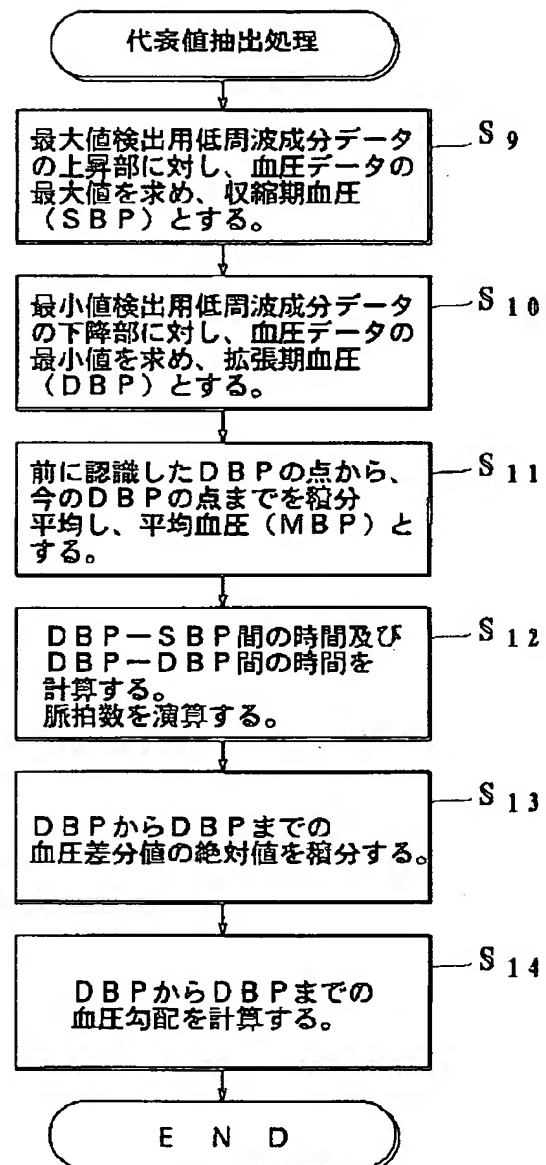 代表値抽出処理
最大値検出用低周波成分データ
の上昇部に対し、血圧データの
最大値を求め、収縮期血圧
（ＳＢＰ）とする。
S 9
最小値検出用低周波成分データ
の下降部に対し、血圧データの
最小値を求め、拡張期血圧
（ＤＢＰ）とする。
S 10
前に認識したＤＢＰの点から、
今のＤＢＰの点までを積分
平均し、平均血圧（ＭＢＰ）と
する。
S 11
ＤＢＰ－ＳＢＰ間の時間及び
ＤＢＰ－ＤＢＰ間の時間を
計算する。
脈拍数を演算する。
S 12
ＤＢＰからＤＢＰまでの
血圧差分値の絶対値を積分する。
S 13
ＤＢＰからＤＢＰまでの
血圧勾配を計算する。
S 14
Ｅ Ｎ Ｄ